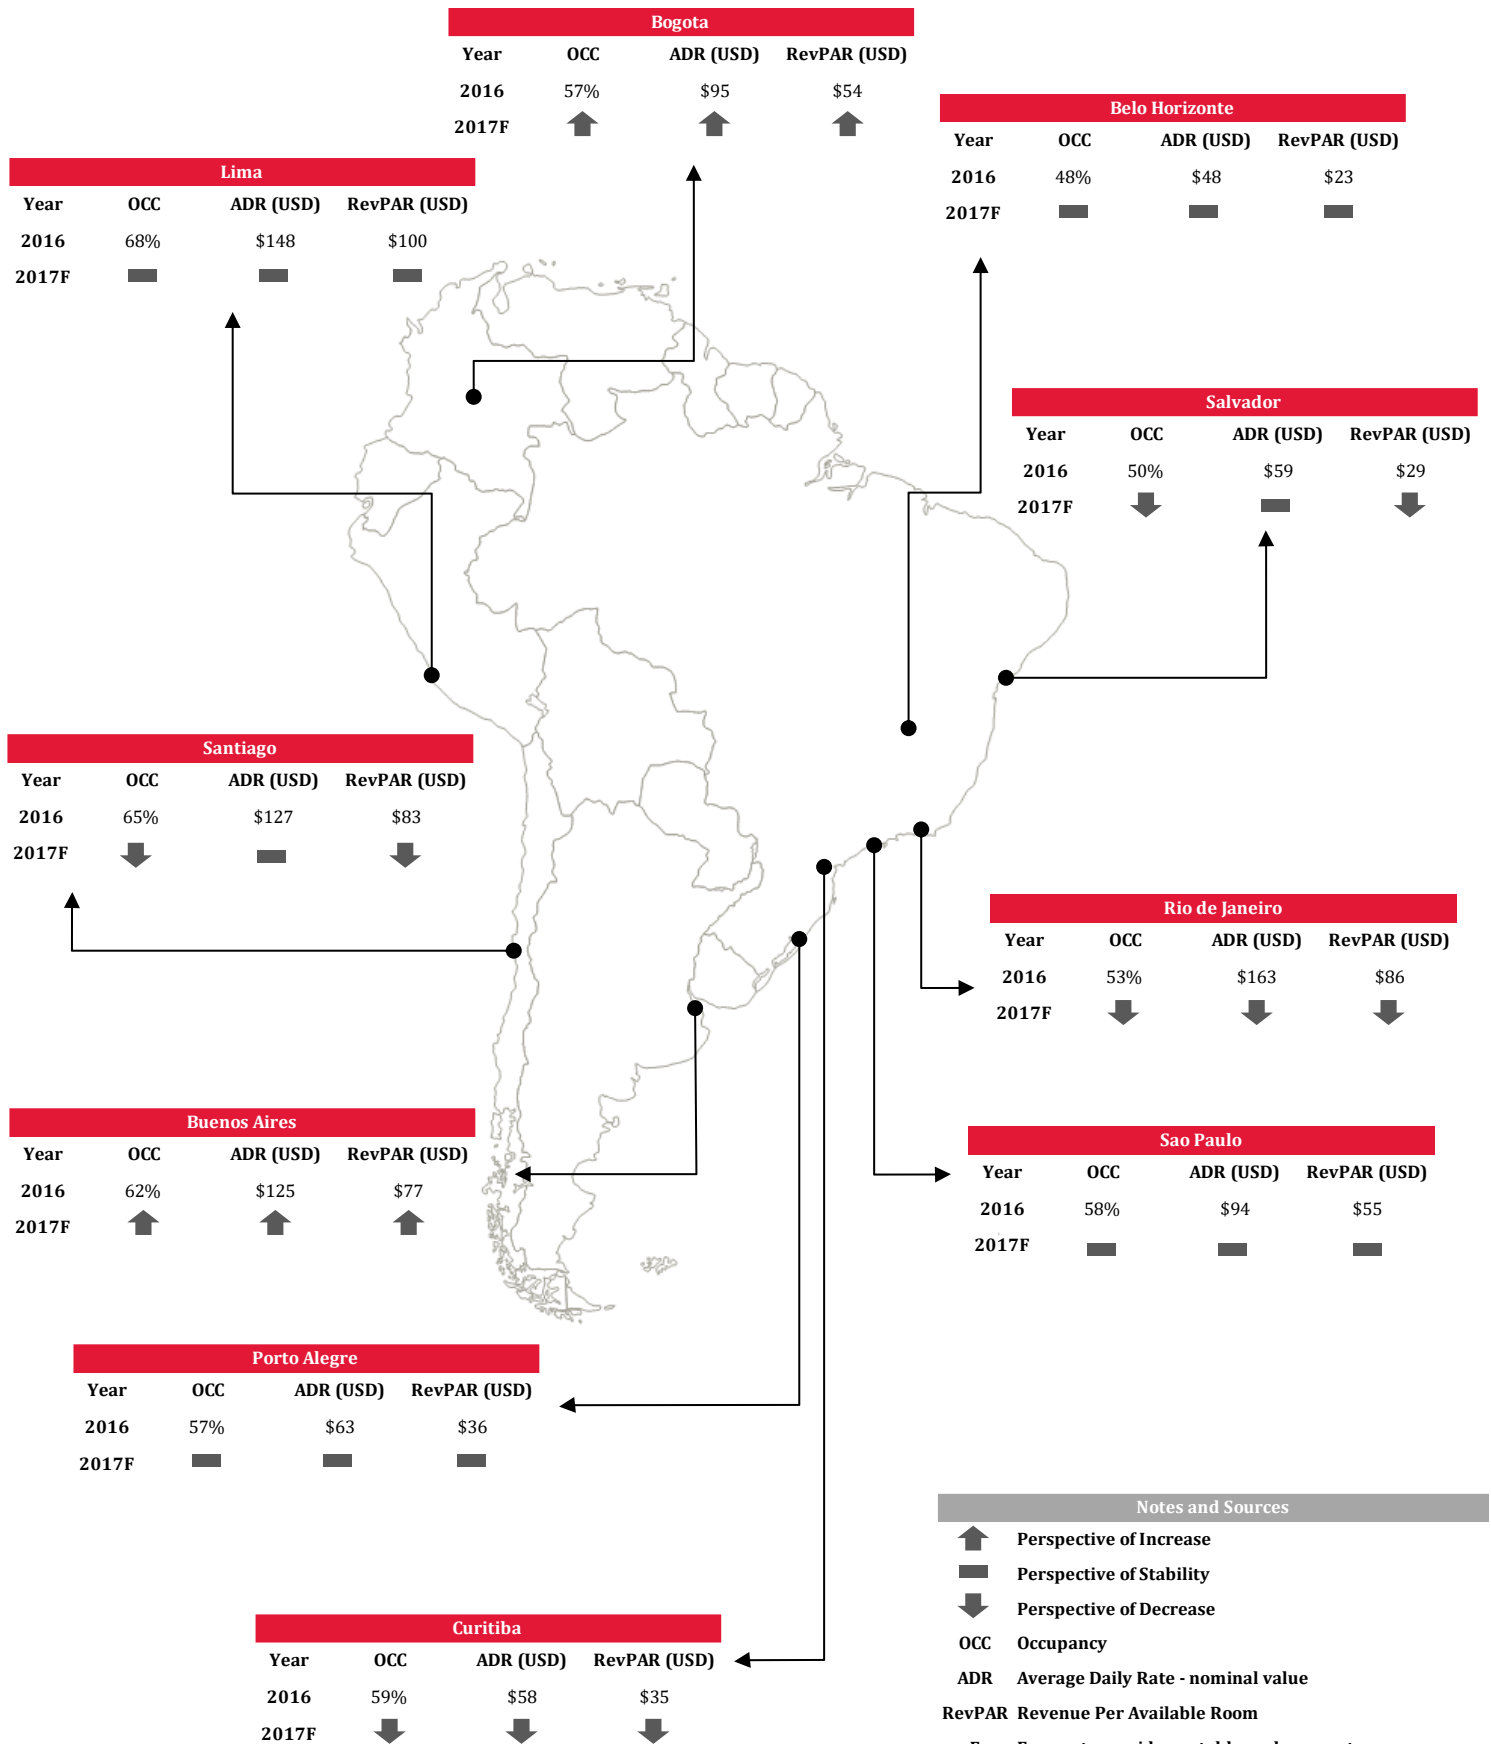 Bogota
Year OCC ADR (USD) RevPAR (USD)
2016 57% $95 $54
2017F
Belo Horizonte
Year OCC ADR (USD) RevPAR (USD)
2016 48% $48 $23
2017F
Lima
Year OCC ADR (USD) RevPAR (USD)
2016 68% $148 $100
2017F
Salvador
Year OCC ADR (USD) RevPAR (USD)
2016 50% $59 $29
2017F
Santiago
Year OCC ADR (USD) RevPAR (USD)
2016 65% $127 $83
2017F
Rio de Janeiro
Year OCC ADR (USD) RevPAR (USD)
2016 53% $163 $86
2017F
Buenos Aires
Year OCC ADR (USD) RevPAR (USD)
2016 62% $125 $77
2017F
Sao Paulo
Year OCC ADR (USD) RevPAR (USD)
2016 58% $94 $55
2017F
Porto Alegre
Year OCC ADR (USD) RevPAR (USD)
2016 57% $63 $36
2017F
Curitiba
Year OCC ADR (USD) RevPAR (USD)
2016 59% $58 $35
2017F
Notes and Sources
Perspective of Increase
Perspective of Stability
Perspective of Decrease
OCC Occupancy
ADR Average Daily Rate - nominal value
RevPAR Revenue Per Available Room